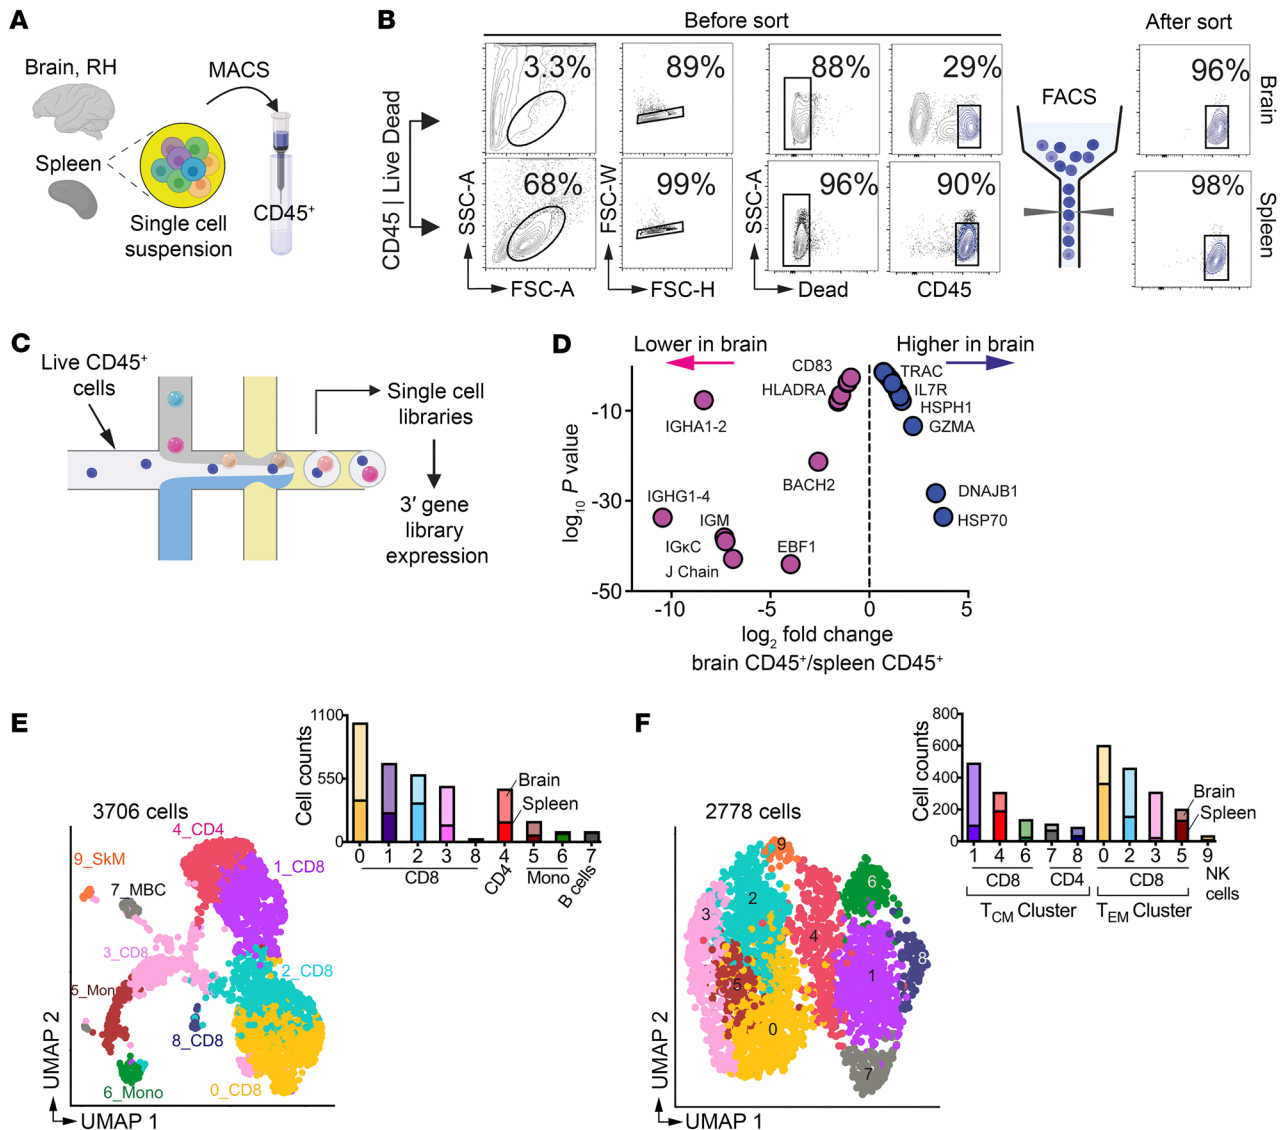 A
Brain, RH
Spleen
MACS
Single cell
suspension
CD45+
B
Before sort
After sort
CD45 | Live Dead
3.3%
89%
88%
29%
96%
Brain
68%
99%
96%
90%
98%
Spleen
SSC-A
FSC-A
FSC-W
FSC-H
SSC-A
Dead
CD45
FACS
C
Live CD45+
cells
Single cell
libraries
3′ gene
library
expression
D
Lower in brain
Higher in brain
CD83
HLADRA
IGHA1-2
BACH2
IGHG1-4
IGM
IGκC
J Chain
EBF1
TRAC
IL7R
HSPH1
GZMA
DNAJB1
HSP70
log10 P value
-10
-30
-50
-10
-5
0
5
log2 fold change
brain CD45+/spleen CD45+
E
3706 cells
4_CD4
9_SkM
7_MBC
1_CD8
3_CD8
2_CD8
5_Mono
8_CD8
6_Mono
0_CD8
UMAP 2
UMAP 1
Cell counts
1100
550
0
Brain
Spleen
0 1 2 3 8 4 5 6 7
CD8
CD4
Mono
B cells
F
2778 cells
9
6
2
3
4
8
1
5
0
7
UMAP 2
UMAP 1
Cell counts
800
600
400
200
0
Brain
Spleen
1 4 6 7 8 0 2 3 5 9
CD8
CD4
CD8
NK
cells
TCM Cluster
TEM Cluster